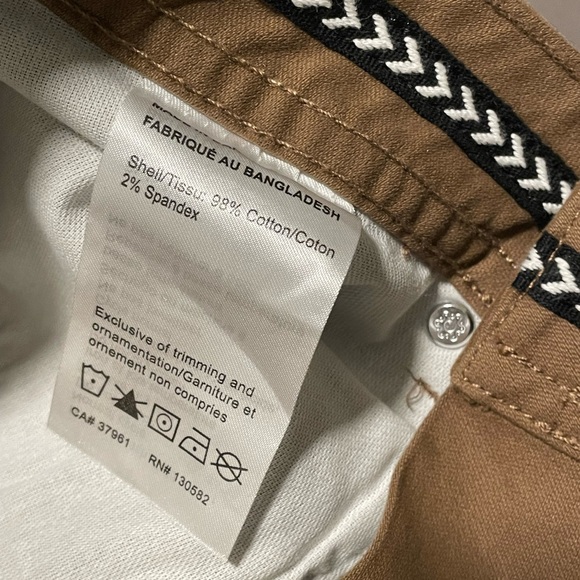 FABRIQUÉ AU BANGLADESH
Shell/Tissu: 98% Cotton/Coton
2% Spandex
Exclusive of trimming and
ornamentation/Garniture et
ornement non compries
CA# 37961
RN# 130582